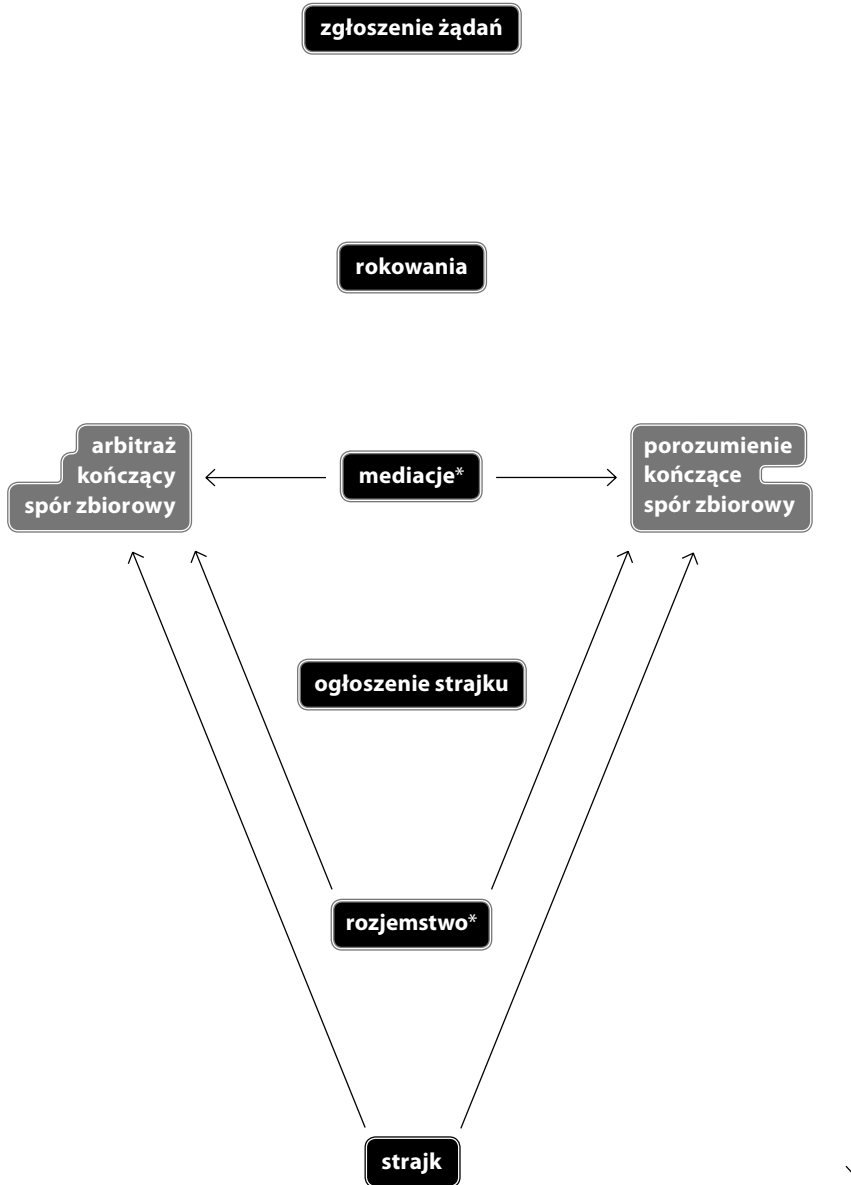 zgłoszenie żądań
rokowania
arbitraż
kończący
spór zbiorowy
mediacje*
porozumienie
kończące
spór zbiorowy
ogłoszenie strajku
rozjemstwo*
strajk